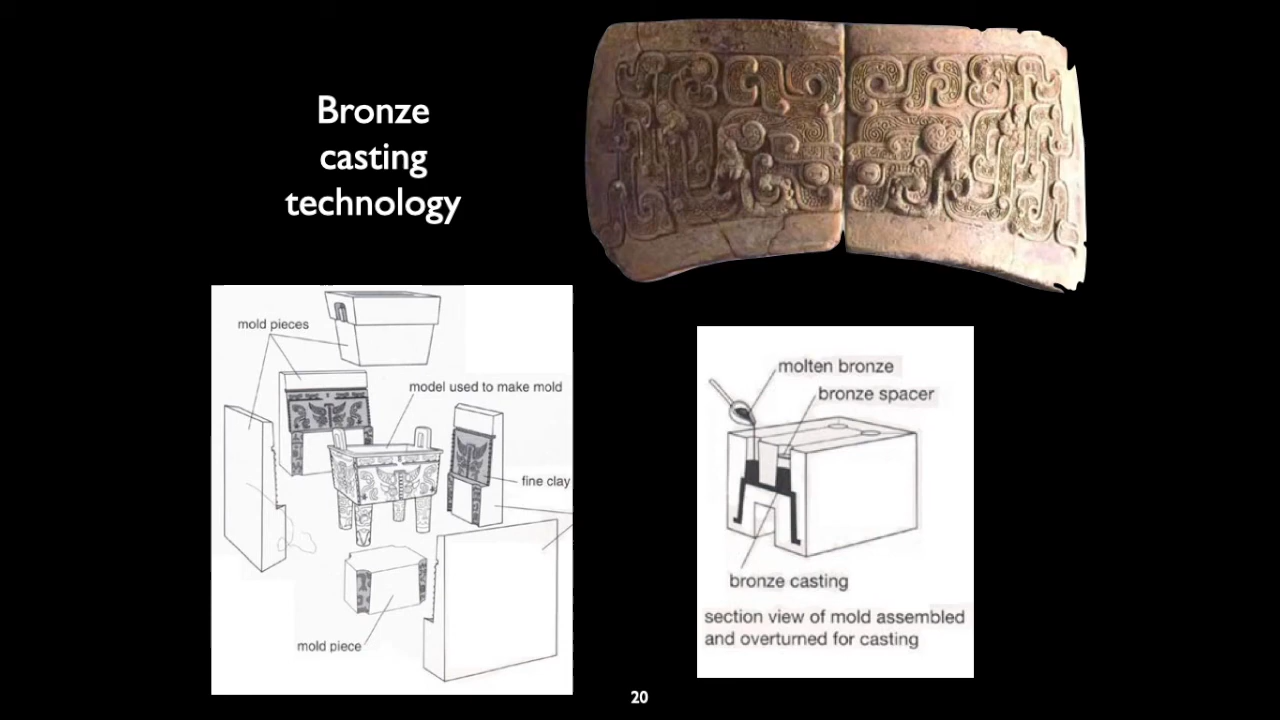 Bronze
casting
technology
mold pieces
model used to make mold
fine clay
mold piece
molten bronze
bronze spacer
bronze casting
section view of mold assembled
and overturned for casting
20